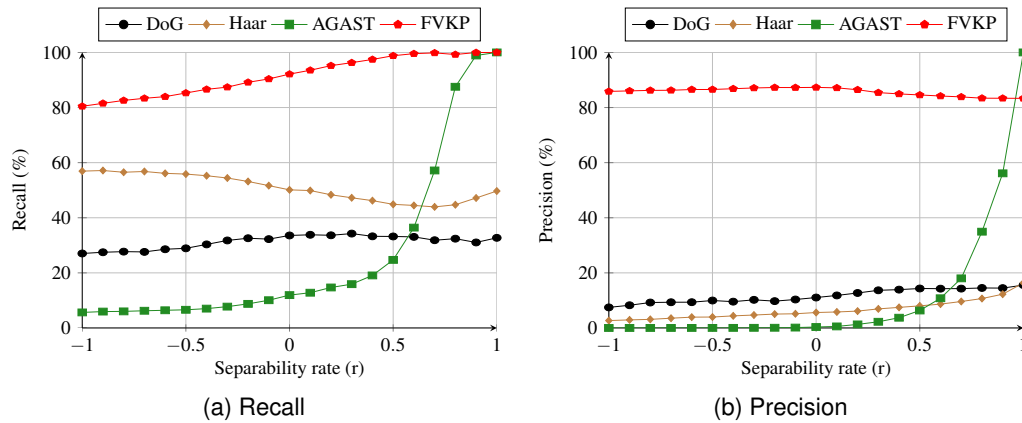 DoG Haar AGAST FVKP
100
80
60
40
20
0
Recall (%)
−1 −0.5 0 0.5 1
Separability rate (r)
(a) Recall
DoG Haar AGAST FVKP
100
80
60
40
20
0
Precision (%)
−1 −0.5 0 0.5 1
Separability rate (r)
(b) Precision